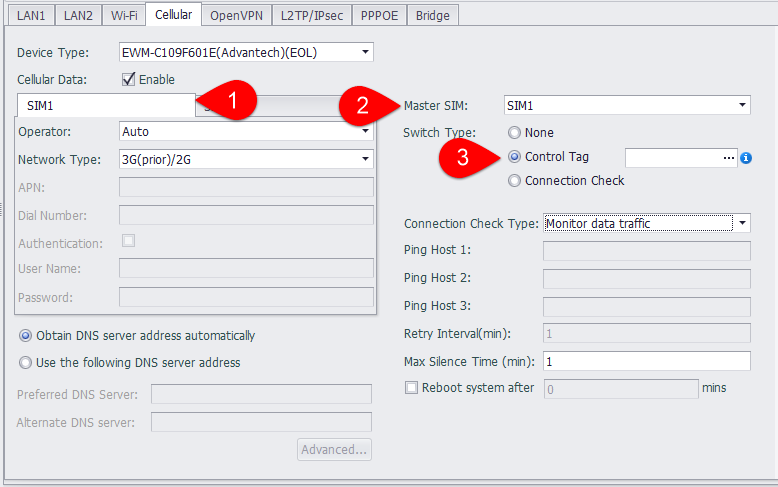 LAN1 LAN2 Wi-Fi Cellular OpenVPN L2TP/IPsec PPPOE Bridge
Device Type: EWM-C109F601E(Advantech)(EOL)
Cellular Data: Enable
SIM1
1
Operator: Auto
Network Type: 3G(prior)/2G
APN:
Dial Number:
Authentication:
User Name:
Password:
Obtain DNS server address automatically
Use the following DNS server address
Preferred DNS Server:
Alternate DNS server:
Advanced...
2
Master SIM: SIM1
Switch Type: None
3
Control Tag ...
Connection Check
Connection Check Type: Monitor data traffic
Ping Host 1:
Ping Host 2:
Ping Host 3:
Retry Interval(min): 1
Max Silence Time (min): 1
Reboot system after 0 mins